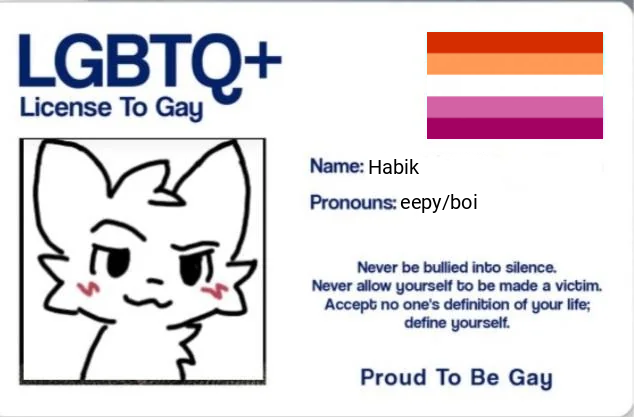 LGBTQ+
License To Gay
Name: Habik
Pronouns: eepy/boi
Never be bullied into silence.
Never allow yourself to be made a victim.
Accept no one's definition of your life;
define yourself.
Proud To Be Gay